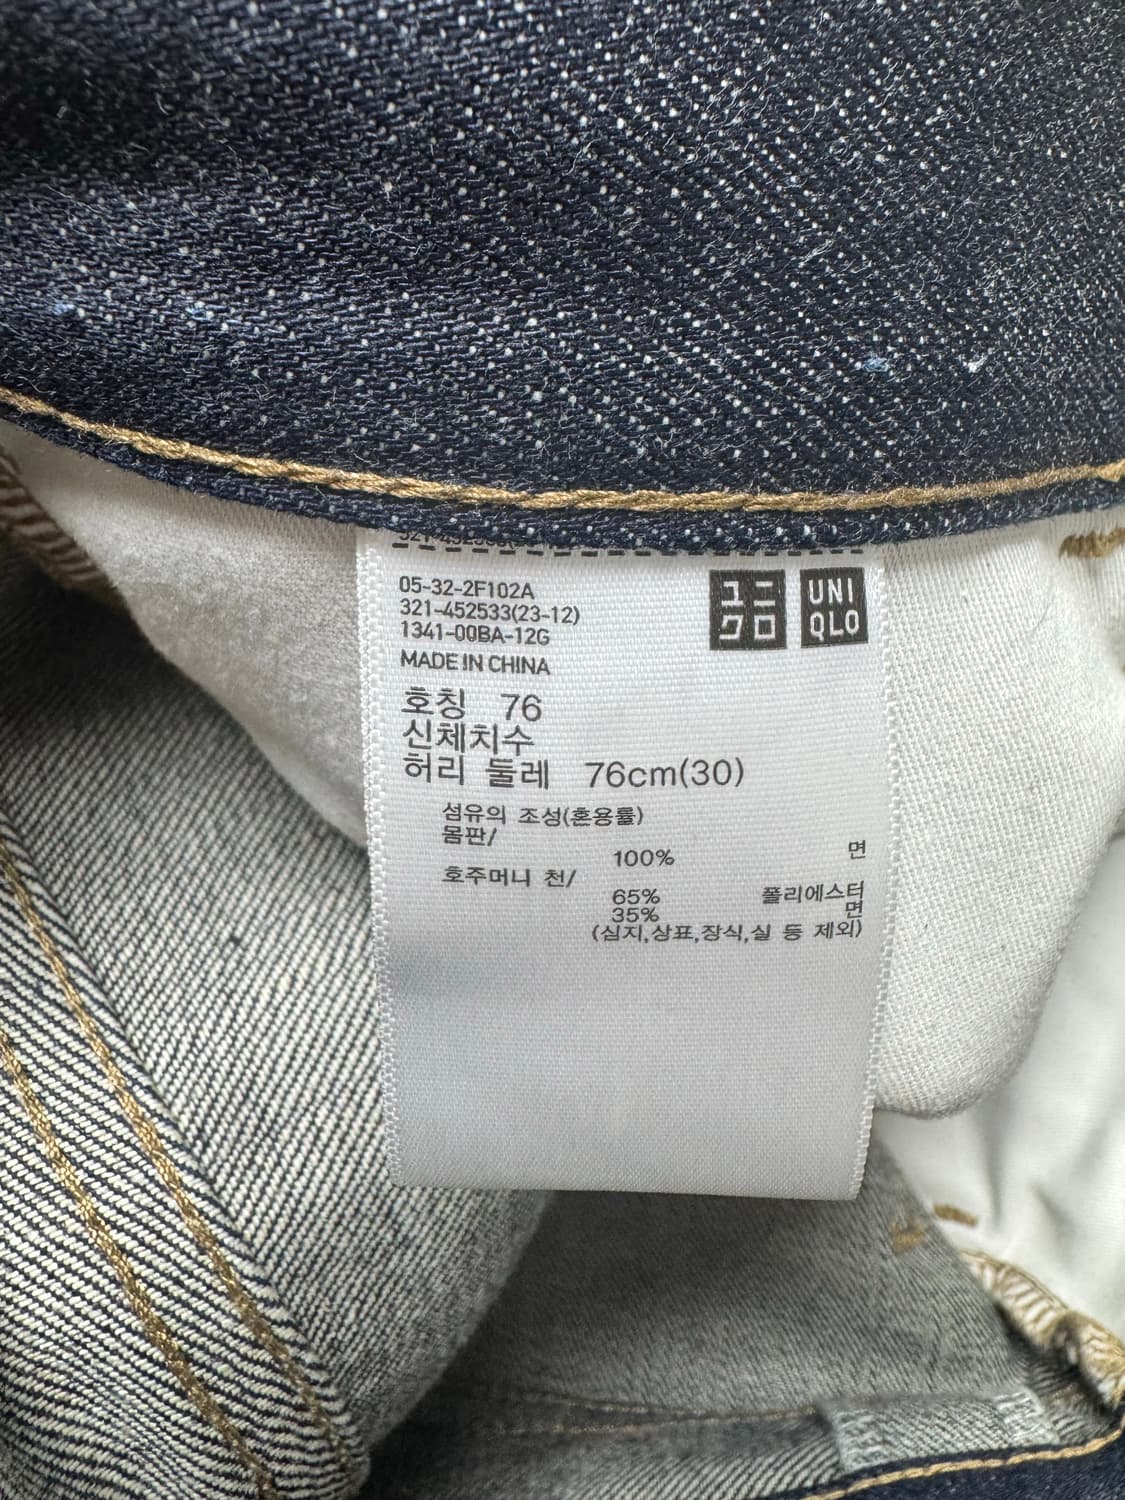 05-32-2F102A
321-452533(23-12)
1341-00BA-12G
MADE IN CHINA
ユニ
クロ
UNI
QLO
호칭 76
신체치수
허리 둘레 76cm(30)
섬유의 조성(혼용률)
몸판/
100% 면
호주머니 천/
65% 폴리에스터
35% 면
(심지,상표,장식,실 등 제외)